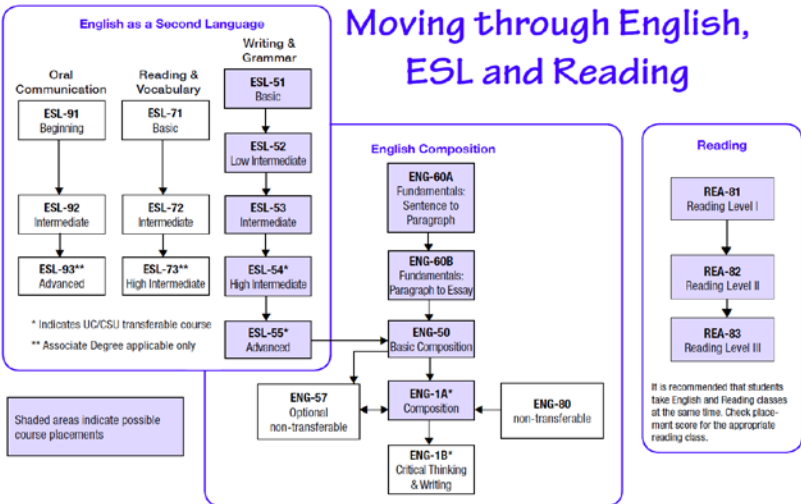 Moving through English,
ESL and Reading
English as a Second Language
Oral
Communication
ESL-91
Beginning
ESL-92
Intermediate
ESL-93**
Advanced
Reading &
Vocabulary
ESL-71
Basic
ESL-72
Intermediate
ESL-73**
High Intermediate
Writing &
Grammar
ESL-51
Basic
ESL-52
Low Intermediate
ESL-53
Intermediate
ESL-54*
High Intermediate
ESL-55*
Advanced
* Indicates UC/CSU transferable course
** Associate Degree applicable only
English Composition
ENG-60A
Fundamentals:
Sentence to
Paragraph
ENG-60B
Fundamentals:
Paragraph to Essay
ENG-50
Basic Composition
ENG-57
Optional
non-transferable
ENG-1A*
Composition
ENG-80
non-transferable
ENG-1B*
Critical Thinking
& Writing
Reading
REA-81
Reading Level I
REA-82
Reading Level II
REA-83
Reading Level III
It is recommended that students
take English and Reading classes
at the same time. Check place-
ment score for the appropriate
reading class.
Shaded areas indicate possible
course placements